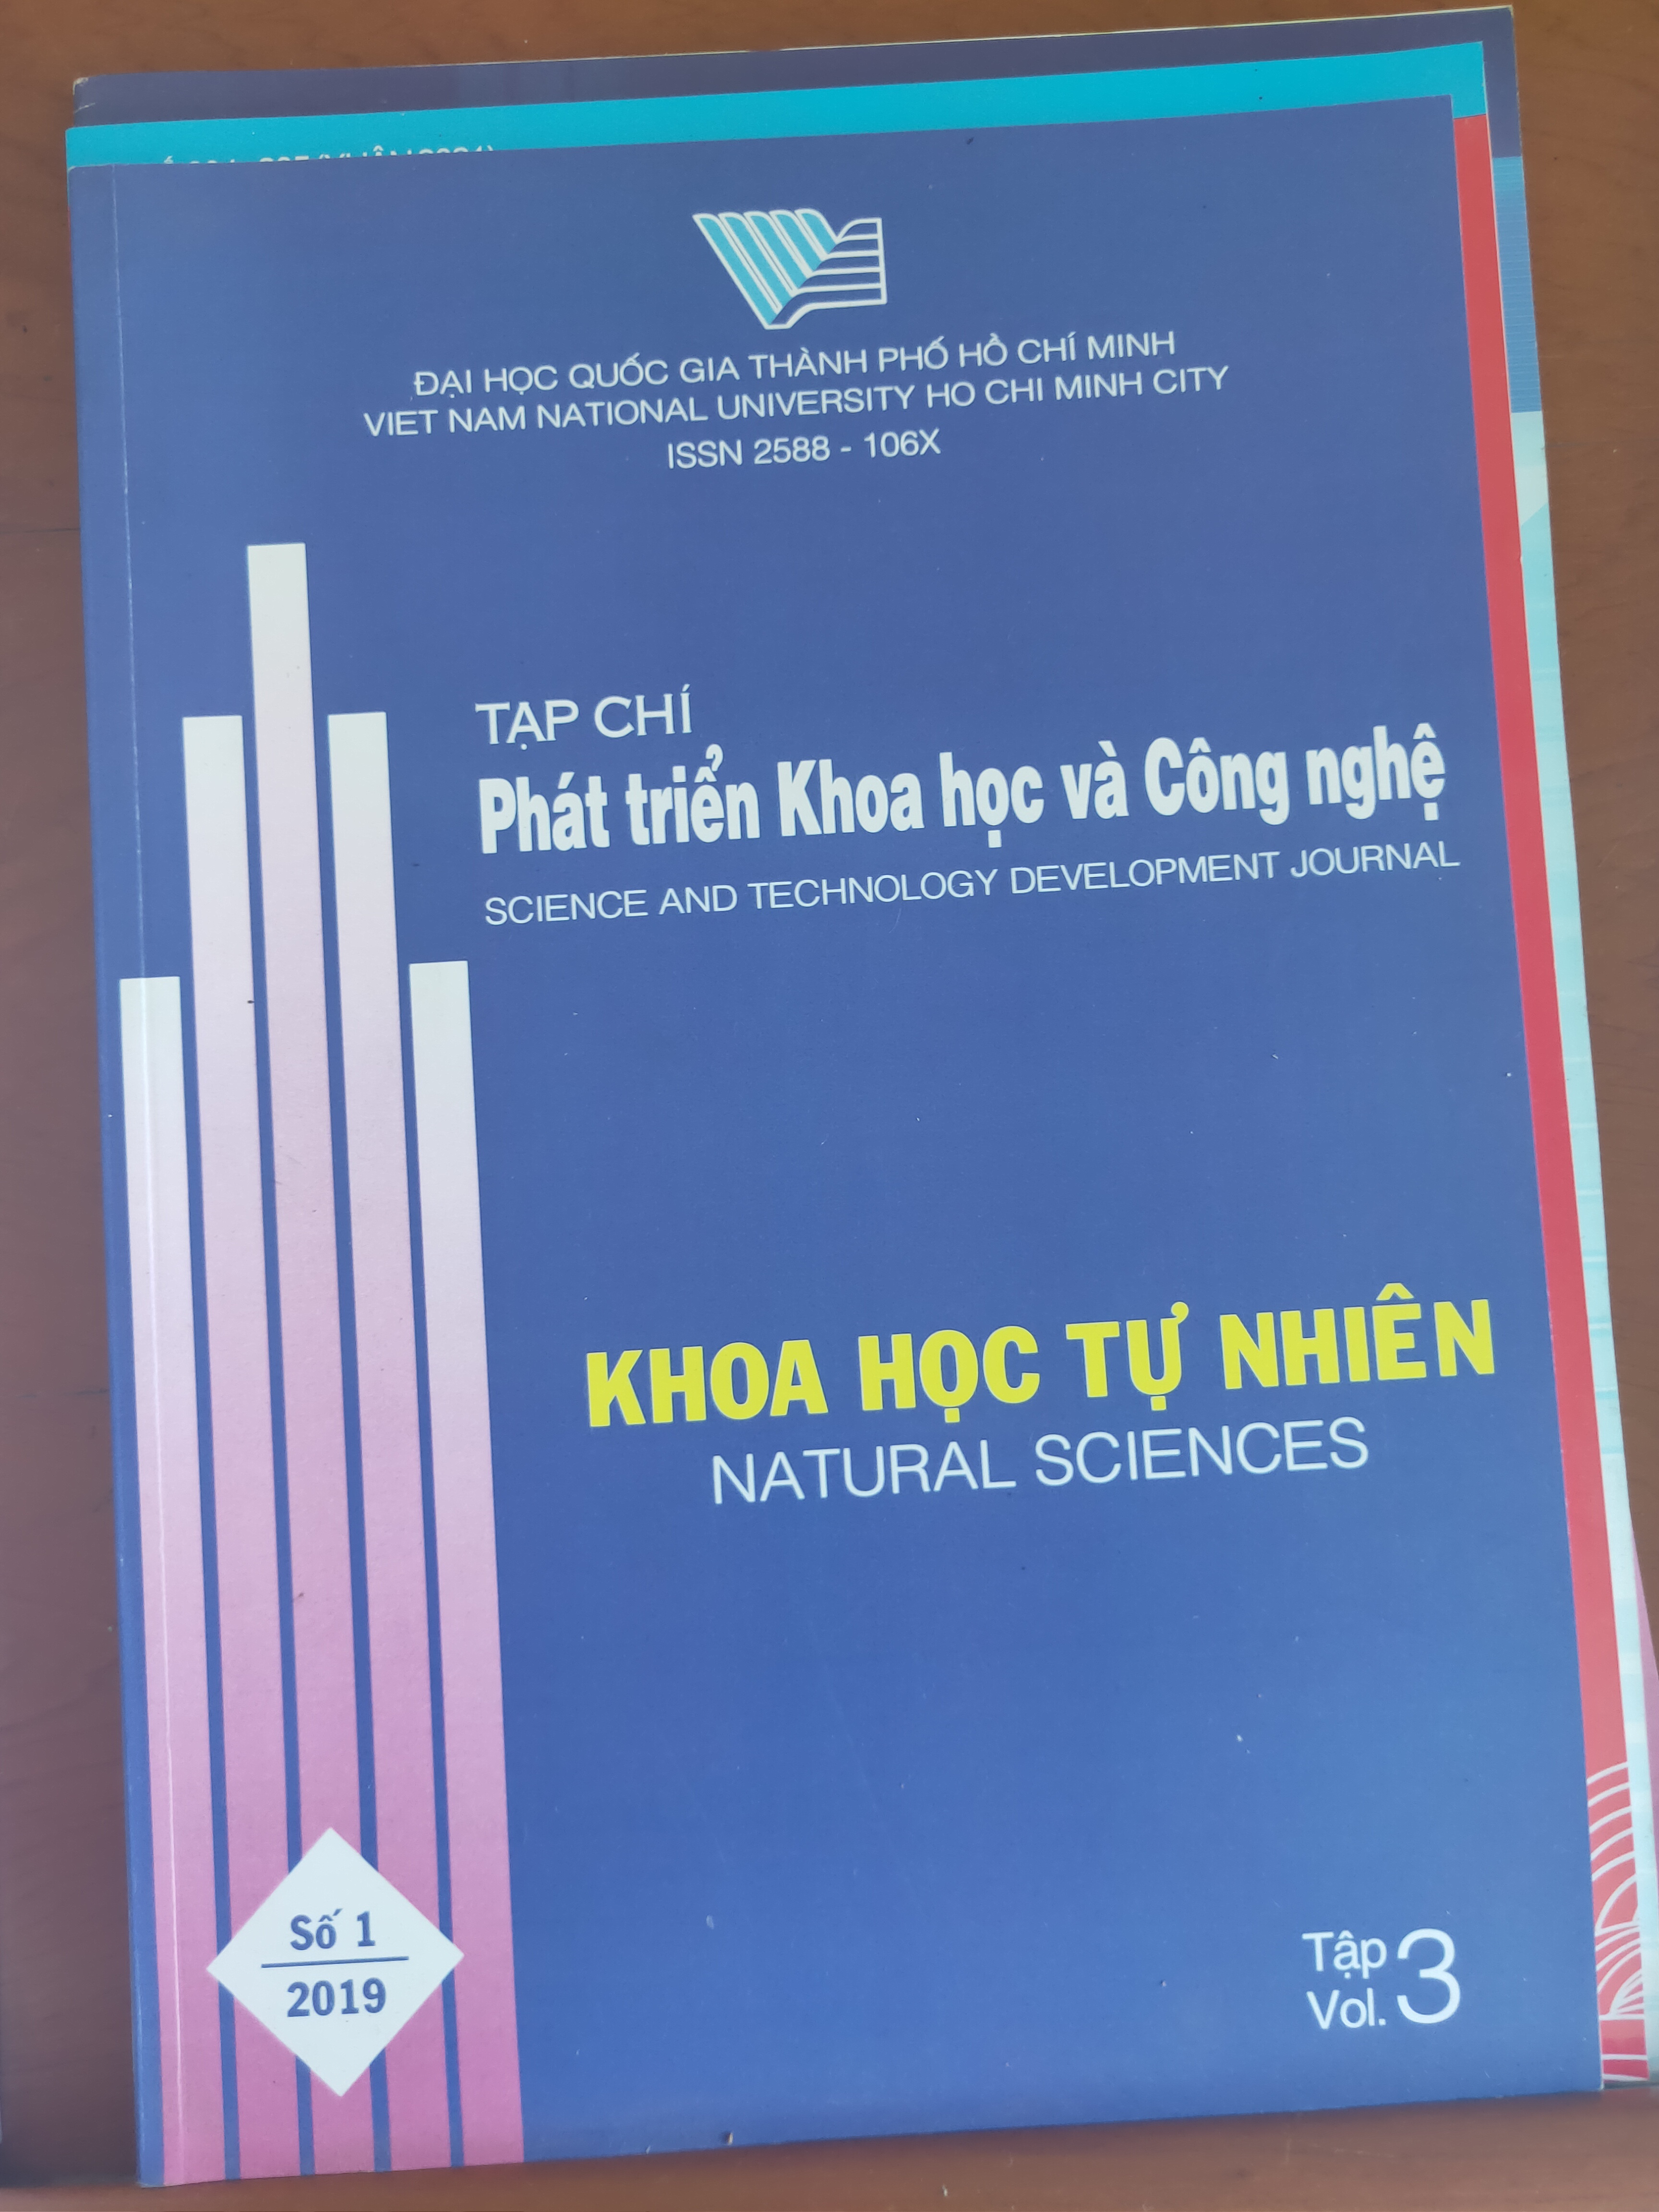 ĐẠI HỌC QUỐC GIA THÀNH PHỐ HỒ CHÍ MINH
VIET NAM NATIONAL UNIVERSITY HO CHI MINH CITY
ISSN 2588 - 106X
TẠP CHÍ
Phát triển Khoa học và Công nghệ
SCIENCE AND TECHNOLOGY DEVELOPMENT JOURNAL
KHOA HỌC TỰ NHIÊN
NATURAL SCIENCES
Số 1
2019
Tập
Vol. 3